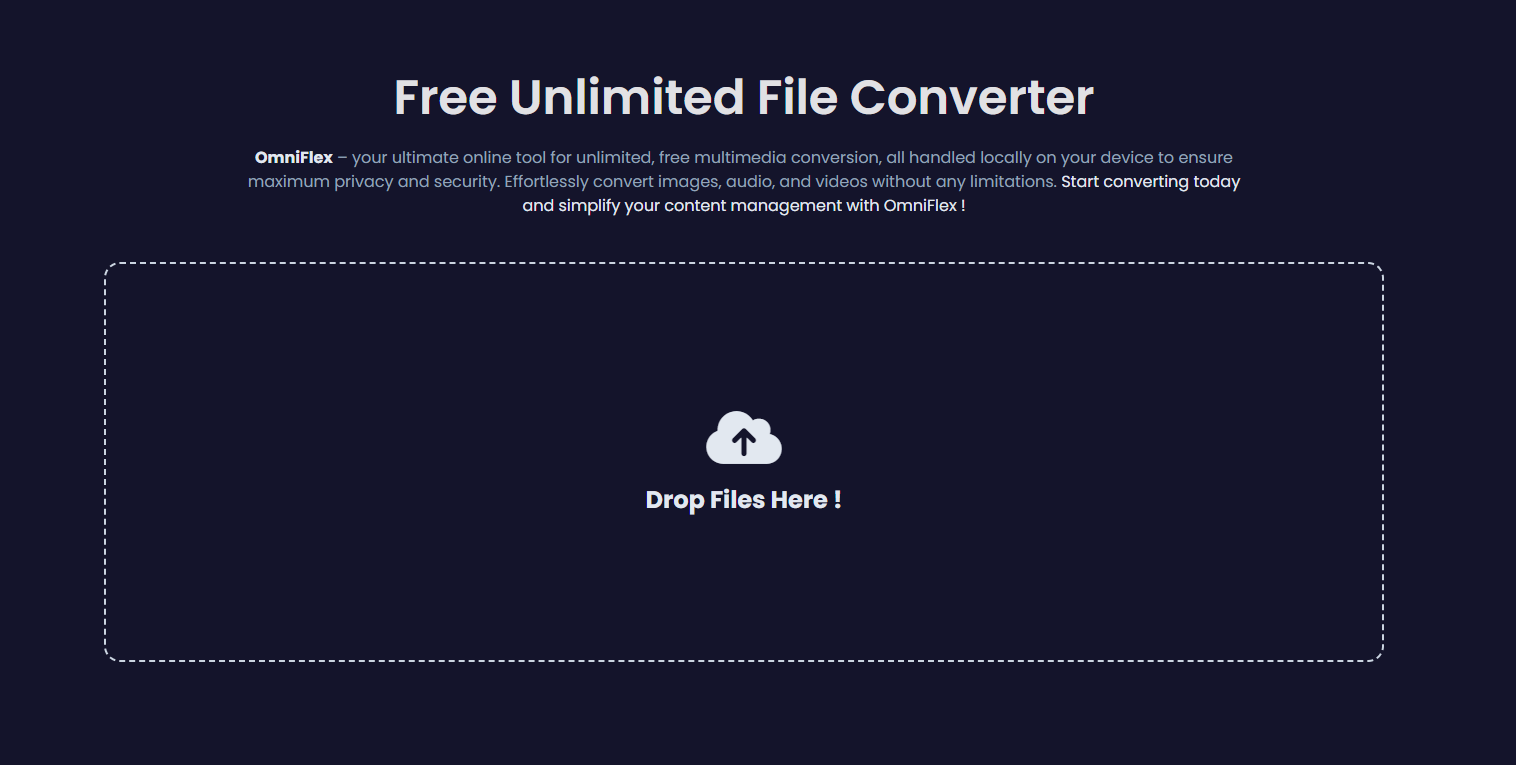 Free Unlimited File Converter
OmniFlex – your ultimate online tool for unlimited, free multimedia conversion, all handled locally on your device to ensure
maximum privacy and security. Effortlessly convert images, audio, and videos without any limitations. Start converting today
and simplify your content management with OmniFlex !
Drop Files Here !